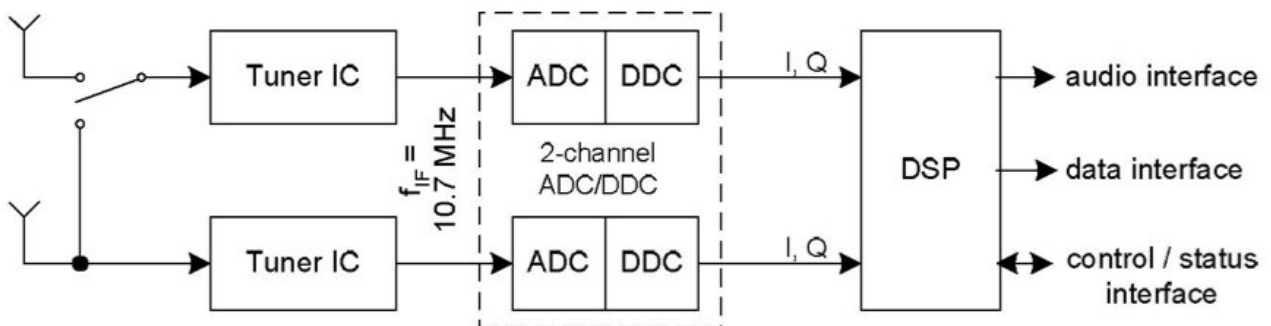 Tuner IC
f_IF =
10.7 MHz
ADC
DDC
I, Q
2-channel
ADC/DDC
DSP
audio interface
data interface
Tuner IC
ADC
DDC
I, Q
control / status
interface